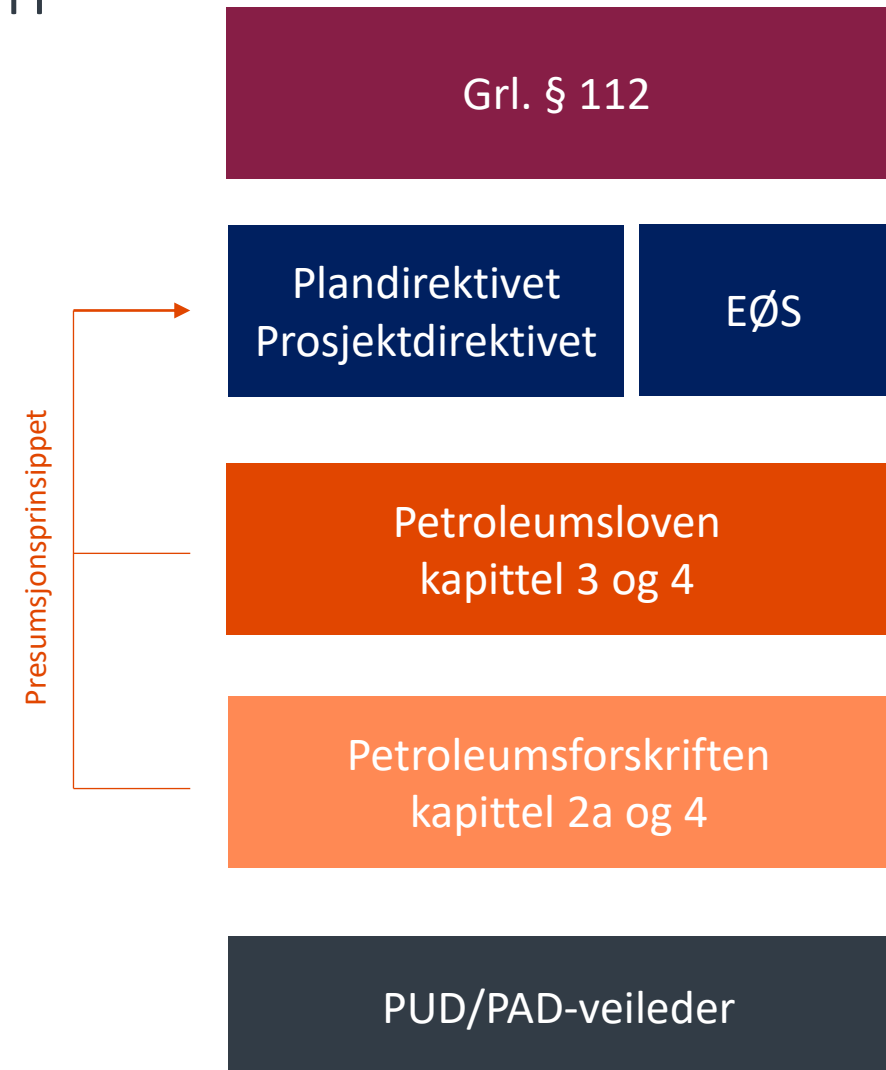 Grl. § 112
Plandirektivet
Prosjektdirektivet
EØS
Presumsjonsprinsippet
Petroleumsloven
kapittel 3 og 4
Petroleumsforskriften
kapittel 2a og 4
PUD/PAD-veileder